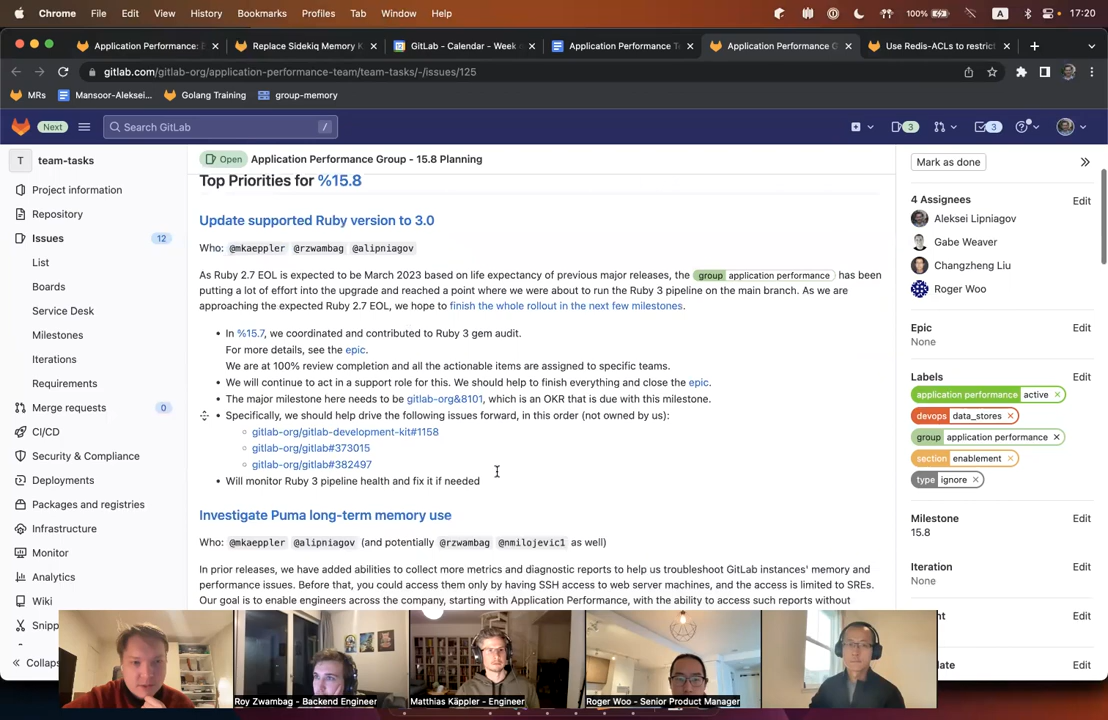 Chrome File Edit View History Bookmarks Profiles Tab Window Help 100% A 17:20
Application Performance: E Replace Sidekiq Memory K GitLab - Calendar - Week Application Performance Te Application Performance G Use Redis-ACLs to restric
gitlab.com/gitlab-org/application-performance-team/team-tasks/-/issues/125
MRs Mansoor-Aleksei... Golang Training group-memory
Next Search GitLab / 3 3
T team-tasks
Project information
Repository
Issues 12
List
Boards
Service Desk
Milestones
Iterations
Requirements
Merge requests 0
CI/CD
Security & Compliance
Deployments
Packages and registries
Infrastructure
Monitor
Analytics
Wiki
Snipp
Collaps
Open Application Performance Group - 15.8 Planning
Top Priorities for %15.8
Update supported Ruby version to 3.0
Who: @mkaeppler @rzwambag @alipniagov
As Ruby 2.7 EOL is expected to be March 2023 based on life expectancy of previous major releases, the group application performance has been
putting a lot of effort into the upgrade and reached a point where we were about to run the Ruby 3 pipeline on the main branch. As we are
approaching the expected Ruby 2.7 EOL, we hope to finish the whole rollout in the next few milestones.
• In %15.7, we coordinated and contributed to Ruby 3 gem audit.
For more details, see the epic.
We are at 100% review completion and all the actionable items are assigned to specific teams.
• We will continue to act in a support role for this. We should help to finish everything and close the epic.
• The major milestone here needs to be gitlab-org&8101, which is an OKR that is due with this milestone.
• Specifically, we should help drive the following issues forward, in this order (not owned by us):
gitlab-org/gitlab-development-kit#1158
gitlab-org/gitlab#373015
gitlab-org/gitlab#382497
• Will monitor Ruby 3 pipeline health and fix it if needed
Investigate Puma long-term memory use
Who: @mkaeppler @alipniagov (and potentially @rzwambag @nmilojevic1 as well)
In prior releases, we have added abilities to collect more metrics and diagnostic reports to help us troubleshoot GitLab instances' memory and
performance issues. Before that, you could access them only by having SSH access to web server machines, and the access is limited to SREs.
Our goal is to enable engineers across the company, starting with Application Performance, with the ability to access such reports without
Mark as done
4 Assignees Edit
Aleksei Lipniagov
Gabe Weaver
Changzheng Liu
Roger Woo
Epic Edit
None
Labels Edit
application performance active
devops data_stores
group application performance
section enablement
type ignore
Milestone Edit
15.8
Iteration Edit
None
Edit
Edit
Roy Zwambag - Backend Engineer
Matthias Käppler - Engineer
Roger Woo - Senior Product Manager